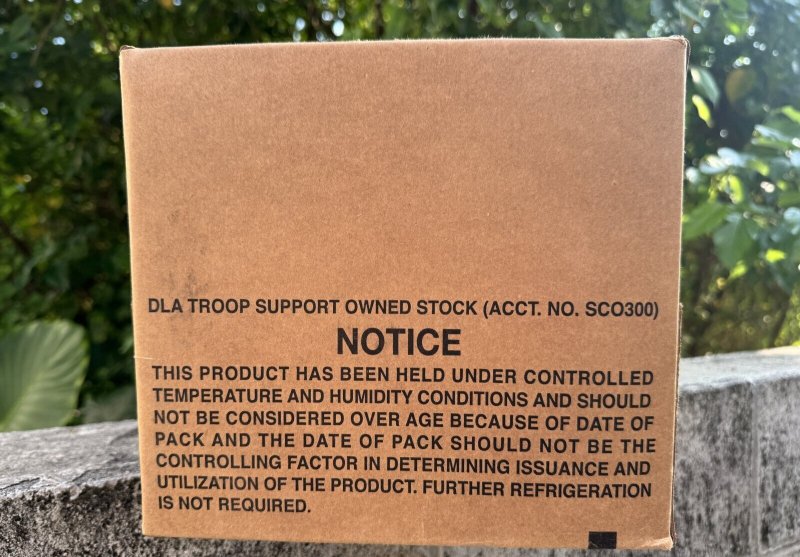 DLA TROOP SUPPORT OWNED STOCK (ACCT. NO. SCO300)
NOTICE
THIS PRODUCT HAS BEEN HELD UNDER CONTROLLED
TEMPERATURE AND HUMIDITY CONDITIONS AND SHOULD
NOT BE CONSIDERED OVER AGE BECAUSE OF DATE OF
PACK AND THE DATE OF PACK SHOULD NOT BE THE
CONTROLLING FACTOR IN DETERMINING ISSUANCE AND
UTILIZATION OF THE PRODUCT. FURTHER REFRIGERATION
IS NOT REQUIRED.